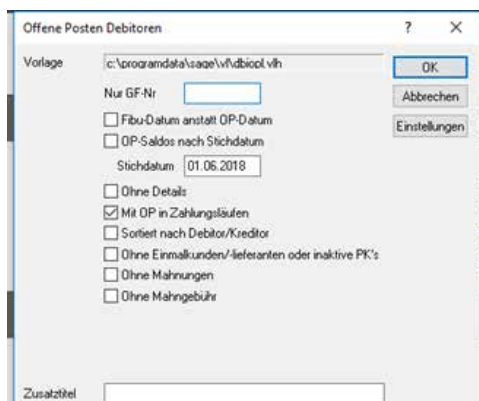 Offene Posten Debitoren ? ×
Vorlage c:\programdata\sage\vf\dbiopl.vlh OK
Nur GF-Nr Abbrechen
Fibu-Datum anstatt OP-Datum Einstellungen
OP-Saldos nach Stichdatum
Stichdatum 01.06.2018
Ohne Details
Mit OP in Zahlungsläufen
Sortiert nach Debitor/Kreditor
Ohne Einmalkunden/-lieferanten oder inaktive PK's
Ohne Mahnungen
Ohne Mahngebühr
Zusatztitel